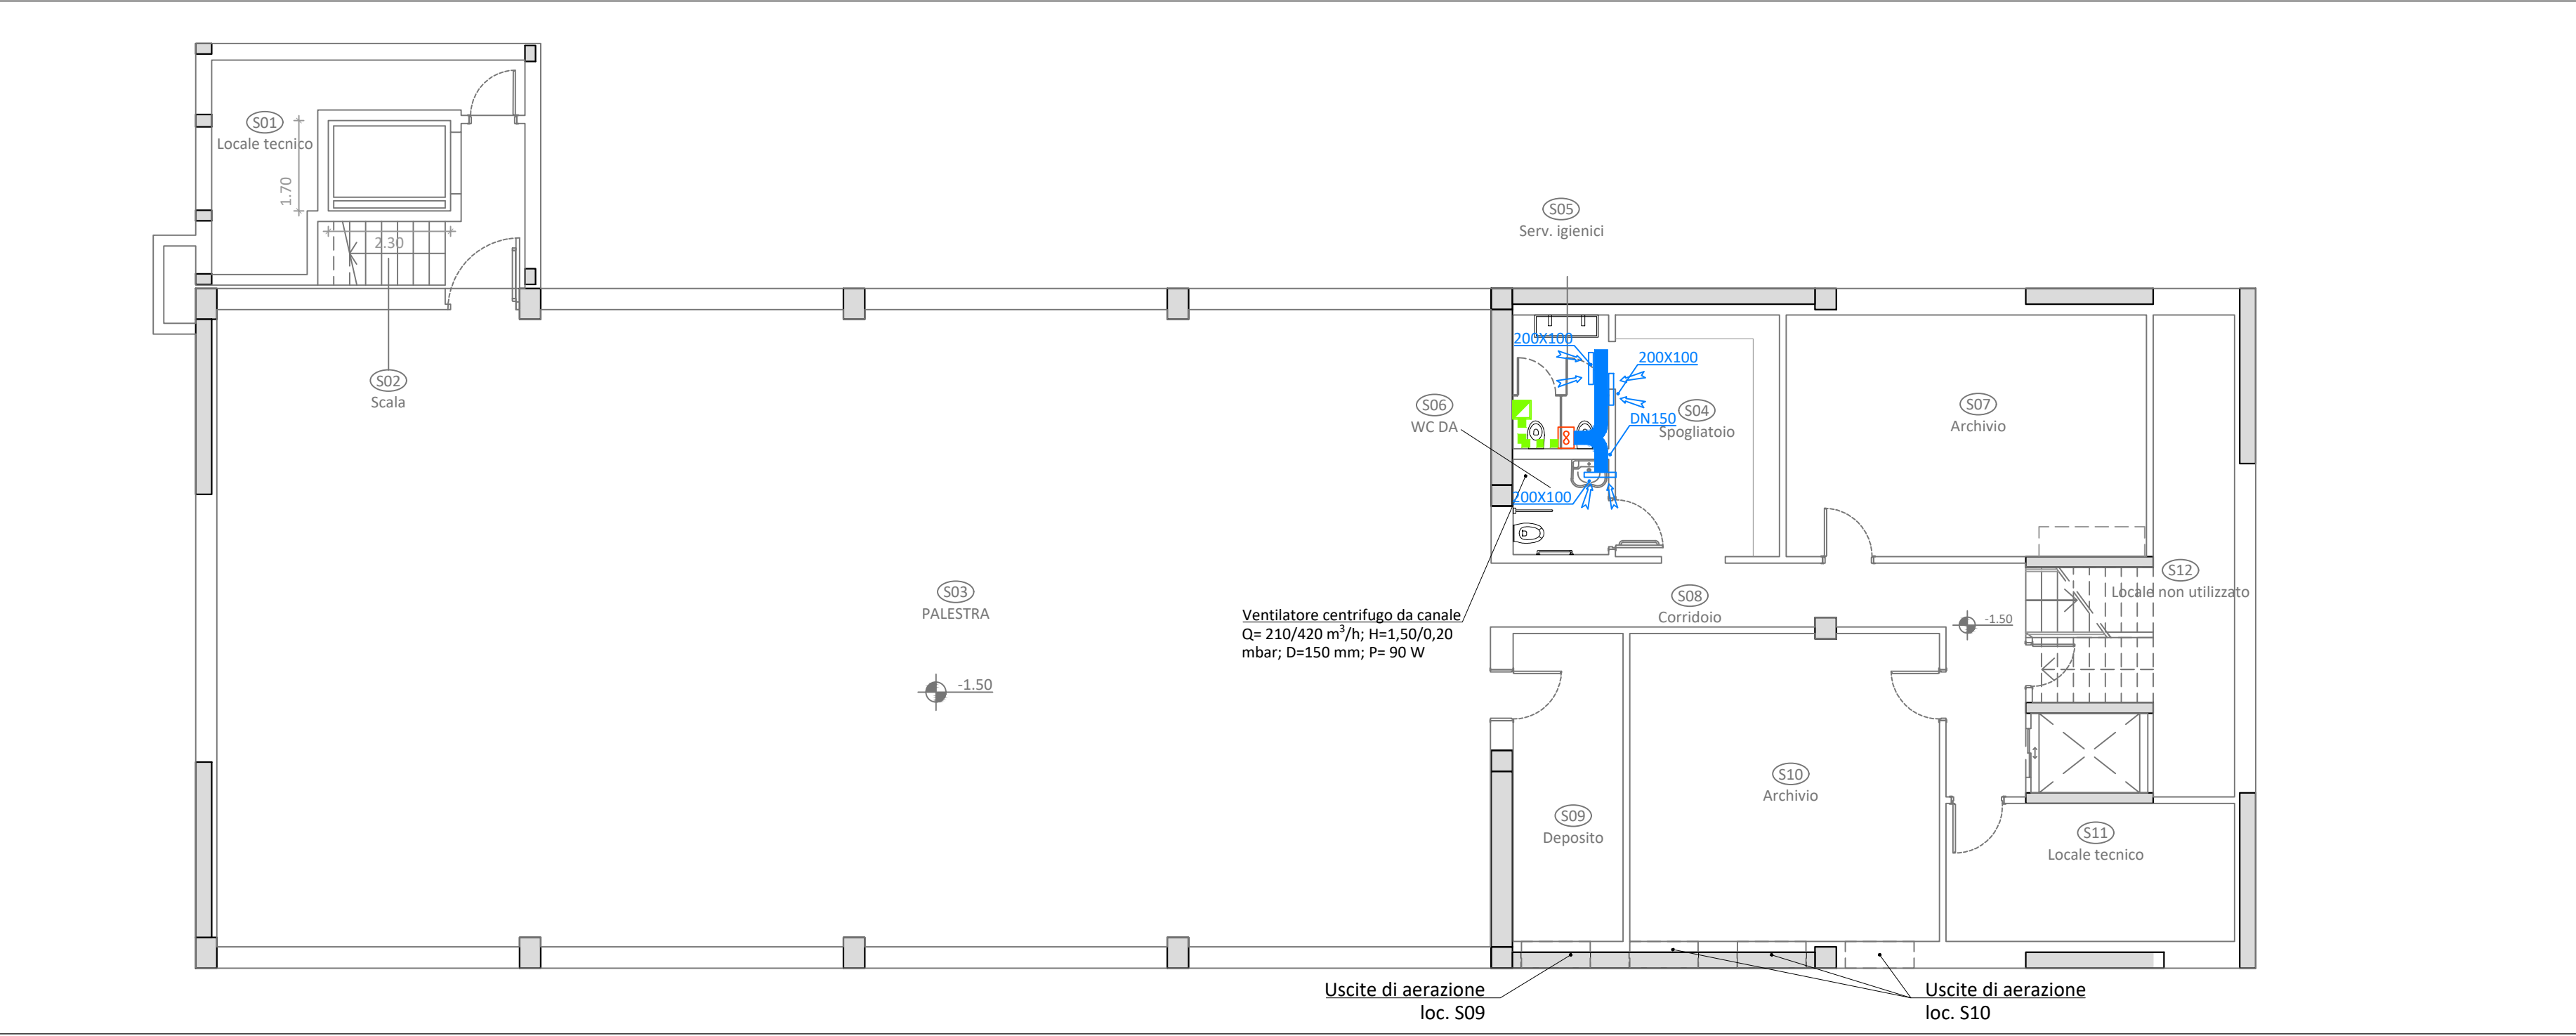 S01
Locale tecnico
1.70
2.30
S02
Scala
S05
Serv. igienici
200X100
200X100
S06
WC DA
DN150
S04
Spogliatoio
S07
Archivio
200X100
S03
PALESTRA
-1.50
Ventilatore centrifugo da canale
Q= 210/420 m³/h; H=1,50/0,20
mbar; D=150 mm; P= 90 W
S08
Corridoio
-1.50
S12
Locale non utilizzato
S09
Deposito
S10
Archivio
S11
Locale tecnico
Uscite di aerazione
loc. S09
Uscite di aerazione
loc. S10